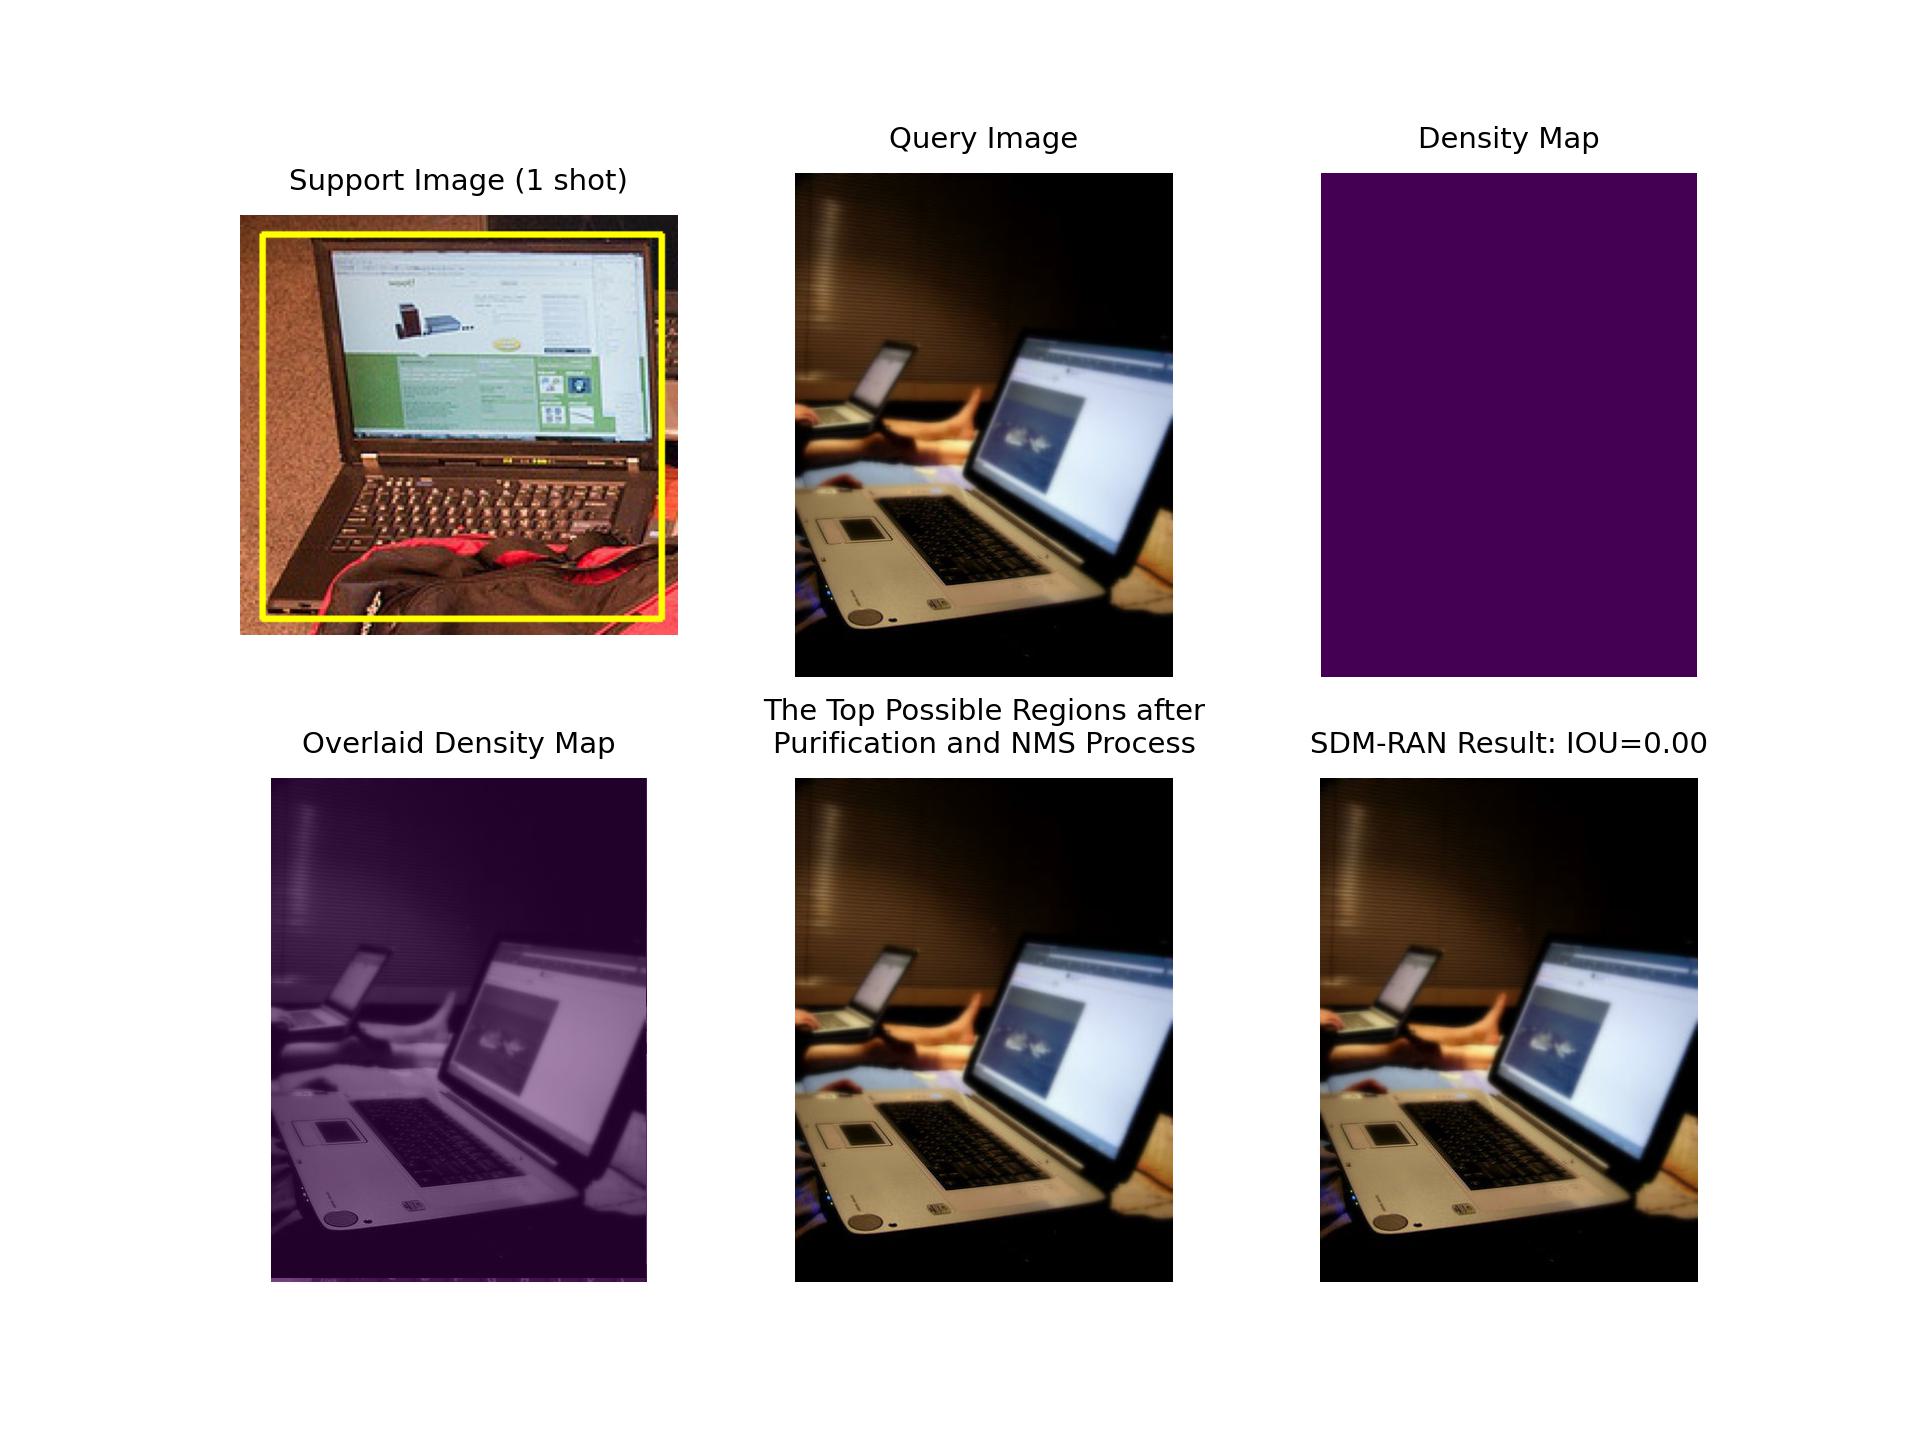 Query Image
Density Map
Support Image (1 shot)
woot!
The Top Possible Regions after
Purification and NMS Process
Overlaid Density Map
SDM-RAN Result: IOU=0.00